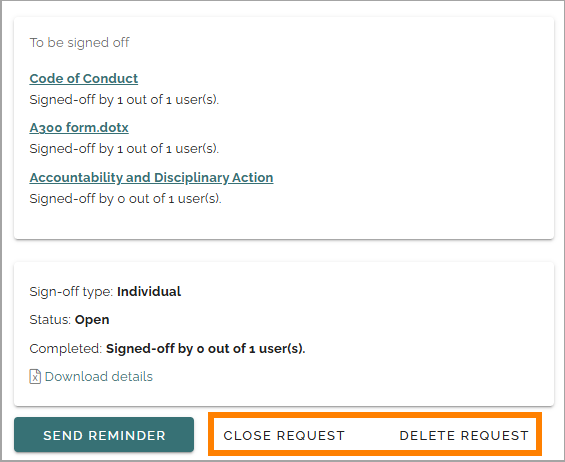 To be signed off
Code of Conduct
Signed-off by 1 out of 1 user(s).
A300 form.dotx
Signed-off by 1 out of 1 user(s).
Accountability and Disciplinary Action
Signed-off by 0 out of 1 user(s).
Sign-off type: Individual
Status: Open
Completed: Signed-off by 0 out of 1 user(s).
Download details
SEND REMINDER CLOSE REQUEST DELETE REQUEST